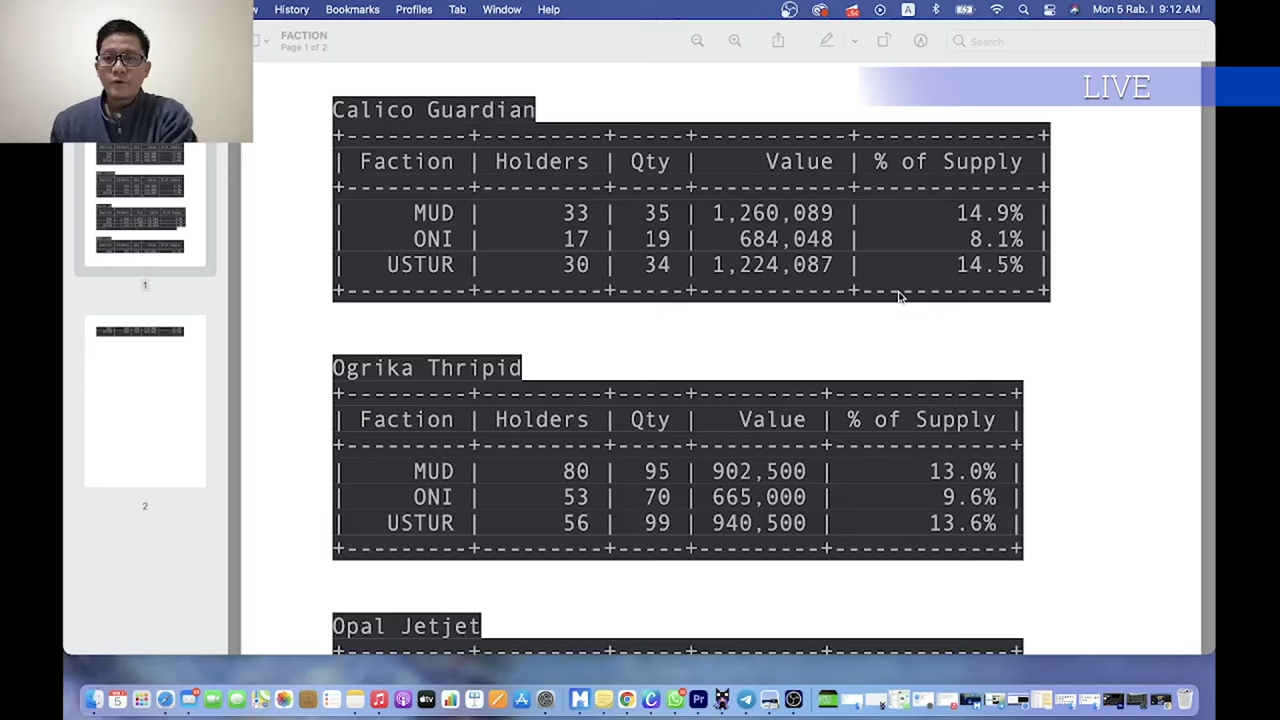 w History Bookmarks Profiles Tab Window Help A Mon 5 Rab. I 9:12 AM
FACTION
Page 1 of 2
Search
LIVE
Calico Guardian
+---------+---------+-----+-----------+-------------+
| Faction | Holders | Qty | Value | % of Supply |
+---------+---------+-----+-----------+-------------+
| MUD | 33 | 35 | 1,260,089 | 14.9% |
| ONI | 17 | 19 | 684,048 | 8.1% |
| USTUR | 30 | 34 | 1,224,087 | 14.5% |
+---------+---------+-----+-----------+-------------+
Ogrika Thripid
+---------+---------+-----+---------+-------------+
| Faction | Holders | Qty | Value | % of Supply |
+---------+---------+-----+---------+-------------+
| MUD | 80 | 95 | 902,500 | 13.0% |
| ONI | 53 | 70 | 665,000 | 9.6% |
| USTUR | 56 | 99 | 940,500 | 13.6% |
+---------+---------+-----+---------+-------------+
Opal Jetjet
+---------+---------+-----+---------+-------------+
1
2